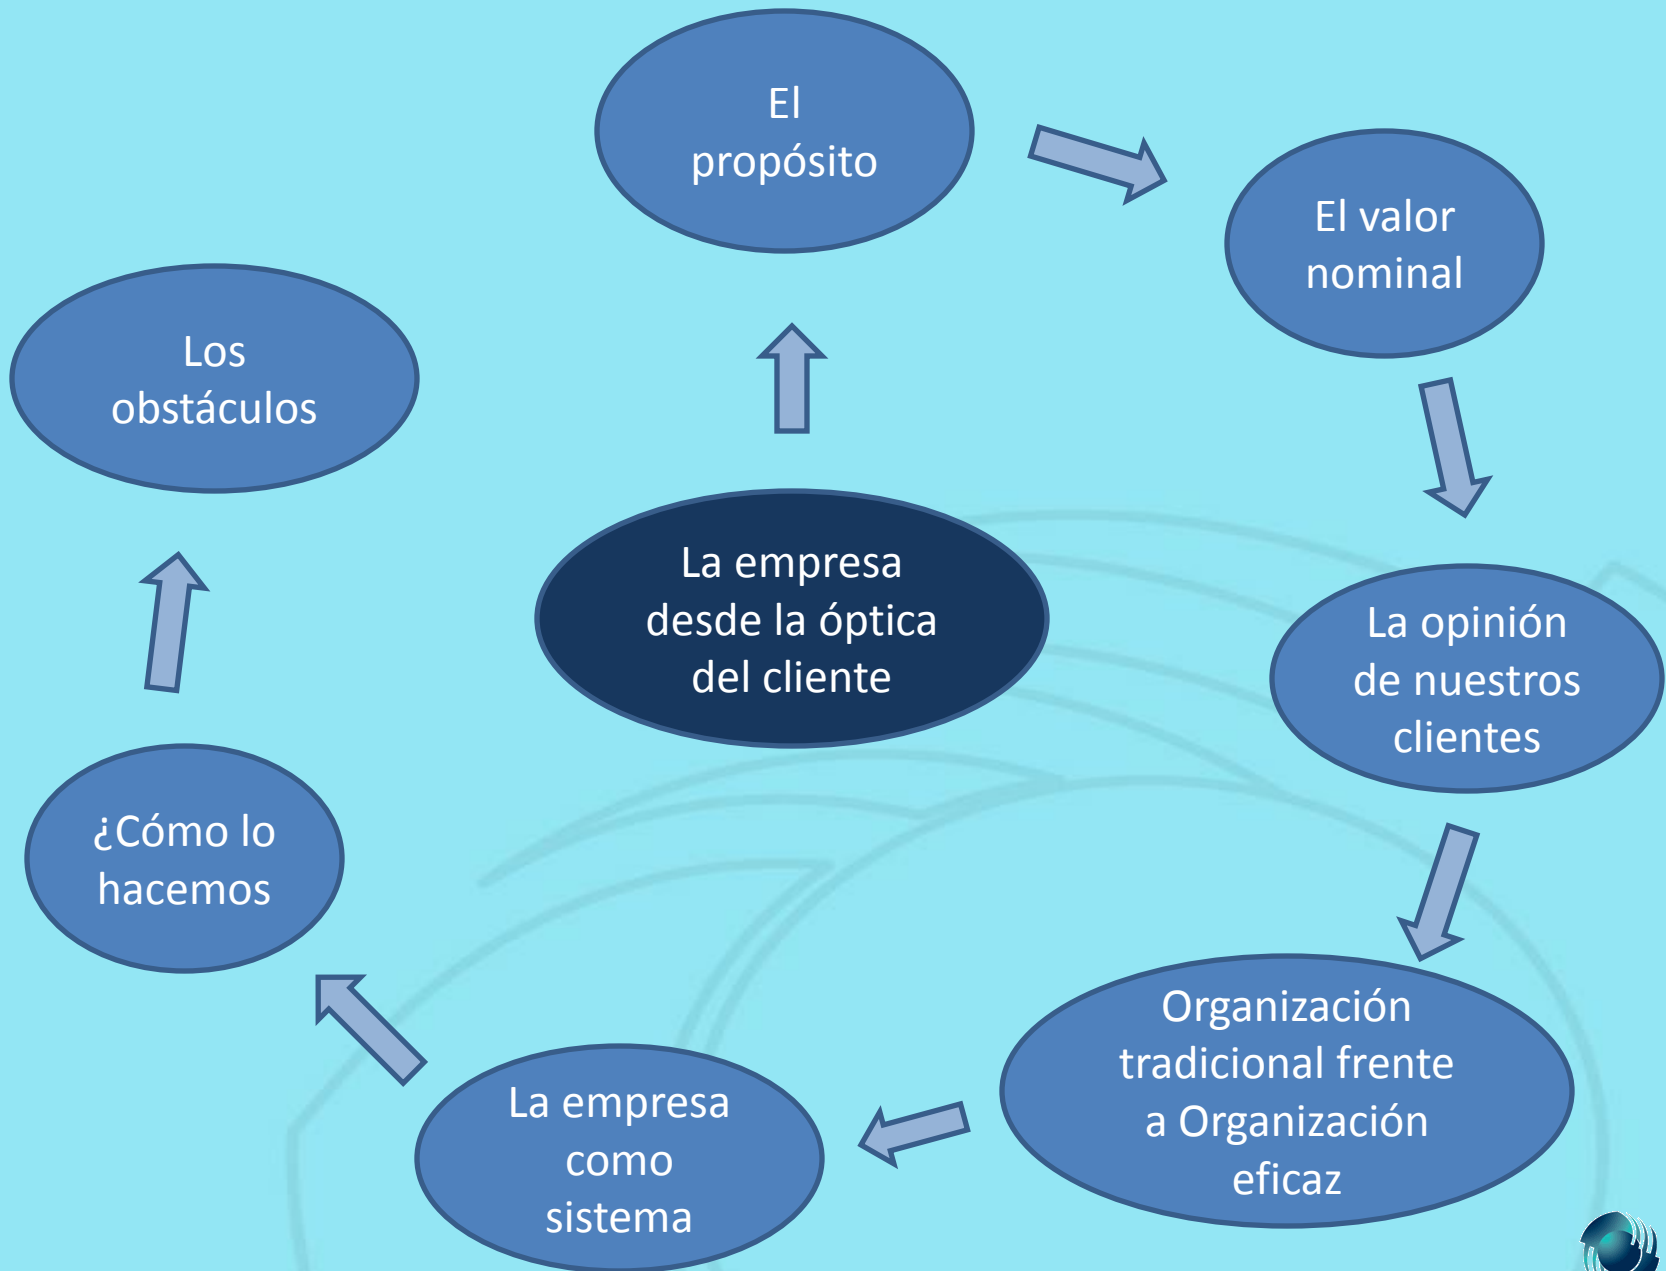 El
propósito
El valor
nominal
La opinión
de nuestros
clientes
Organización
tradicional frente
a Organización
eficaz
La empresa
como
sistema
¿Cómo lo
hacemos
Los
obstáculos
La empresa
desde la óptica
del cliente